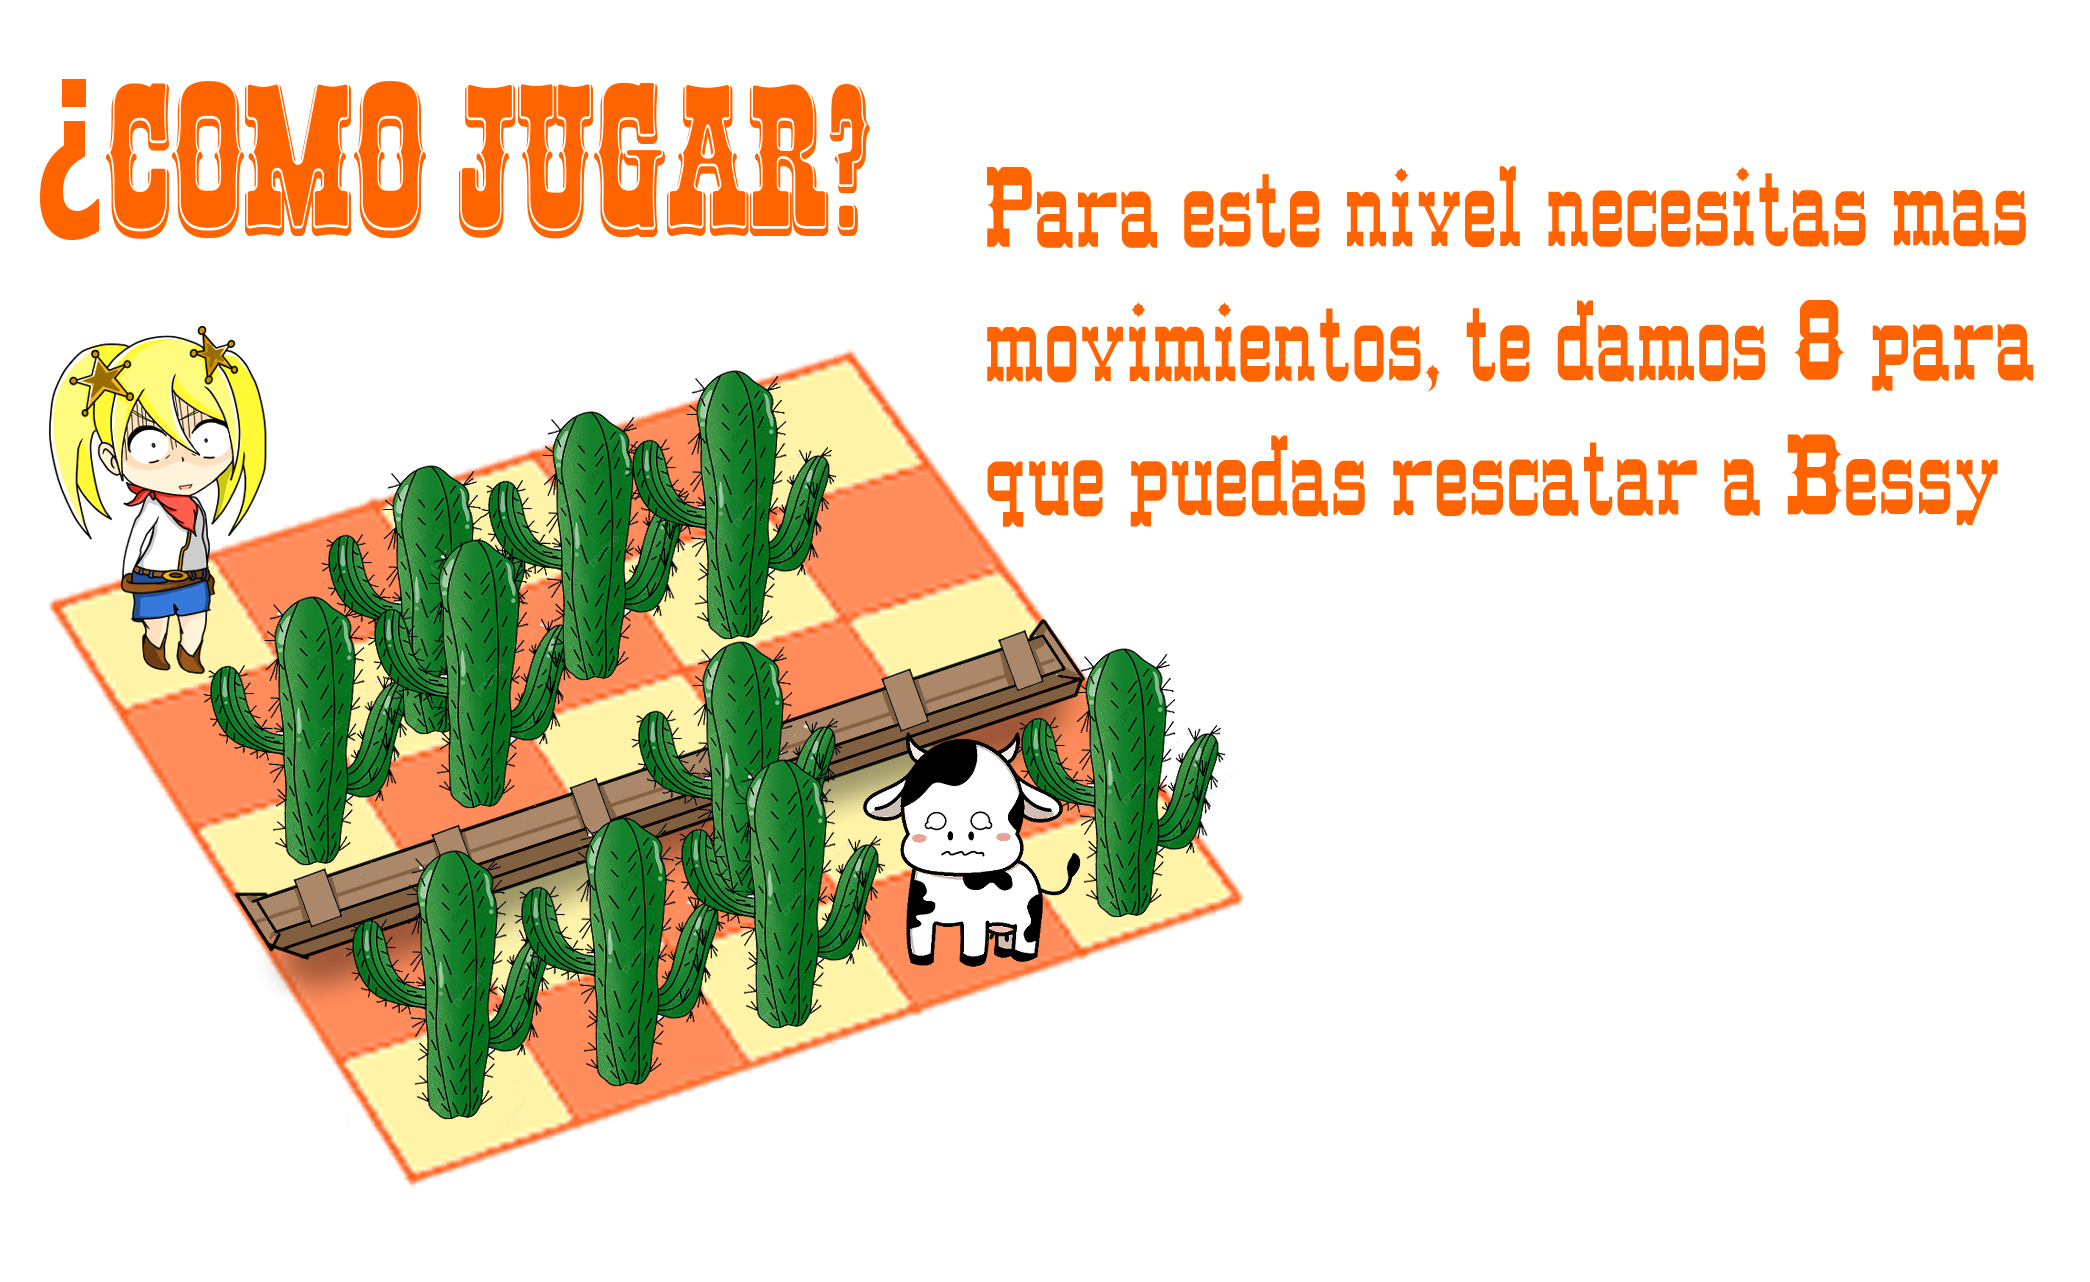 ¿COMO JUGAR?
Para este nivel necesitas mas
movimientos, te damos 8 para
que puedas rescatar a Bessy